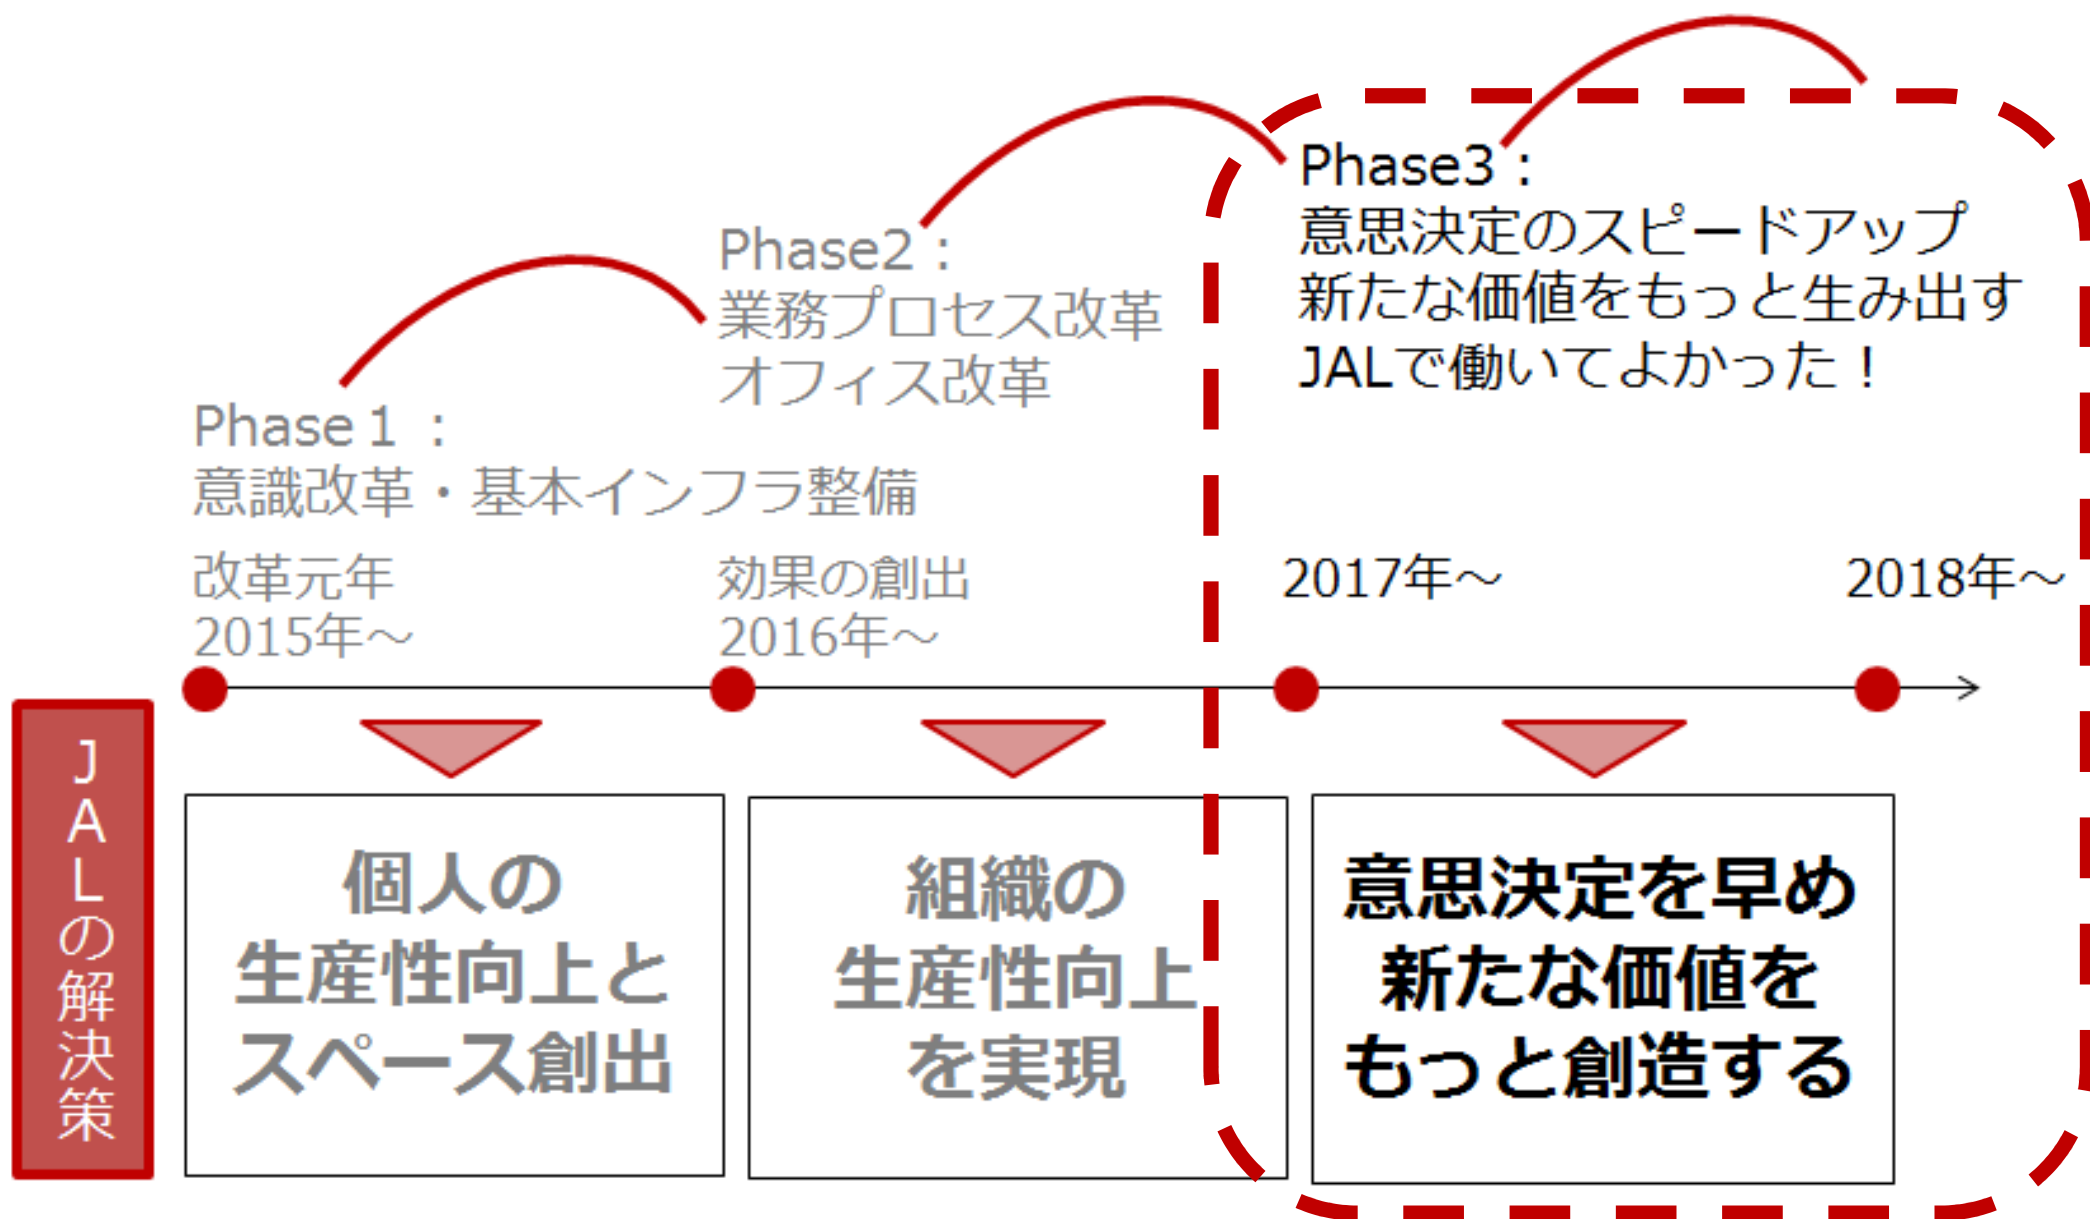 Phase3：
意思決定のスピードアップ
新たな価値をもっと生み出す
JALで働いてよかった！
Phase2：
業務プロセス改革
オフィス改革
Phase１：
意識改革・基本インフラ整備
改革元年
2015年～
効果の創出
2016年～
2017年～
2018年～
JALの解決策
個人の
生産性向上と
スペース創出
組織の
生産性向上
を実現
意思決定を早め
新たな価値を
もっと創造する